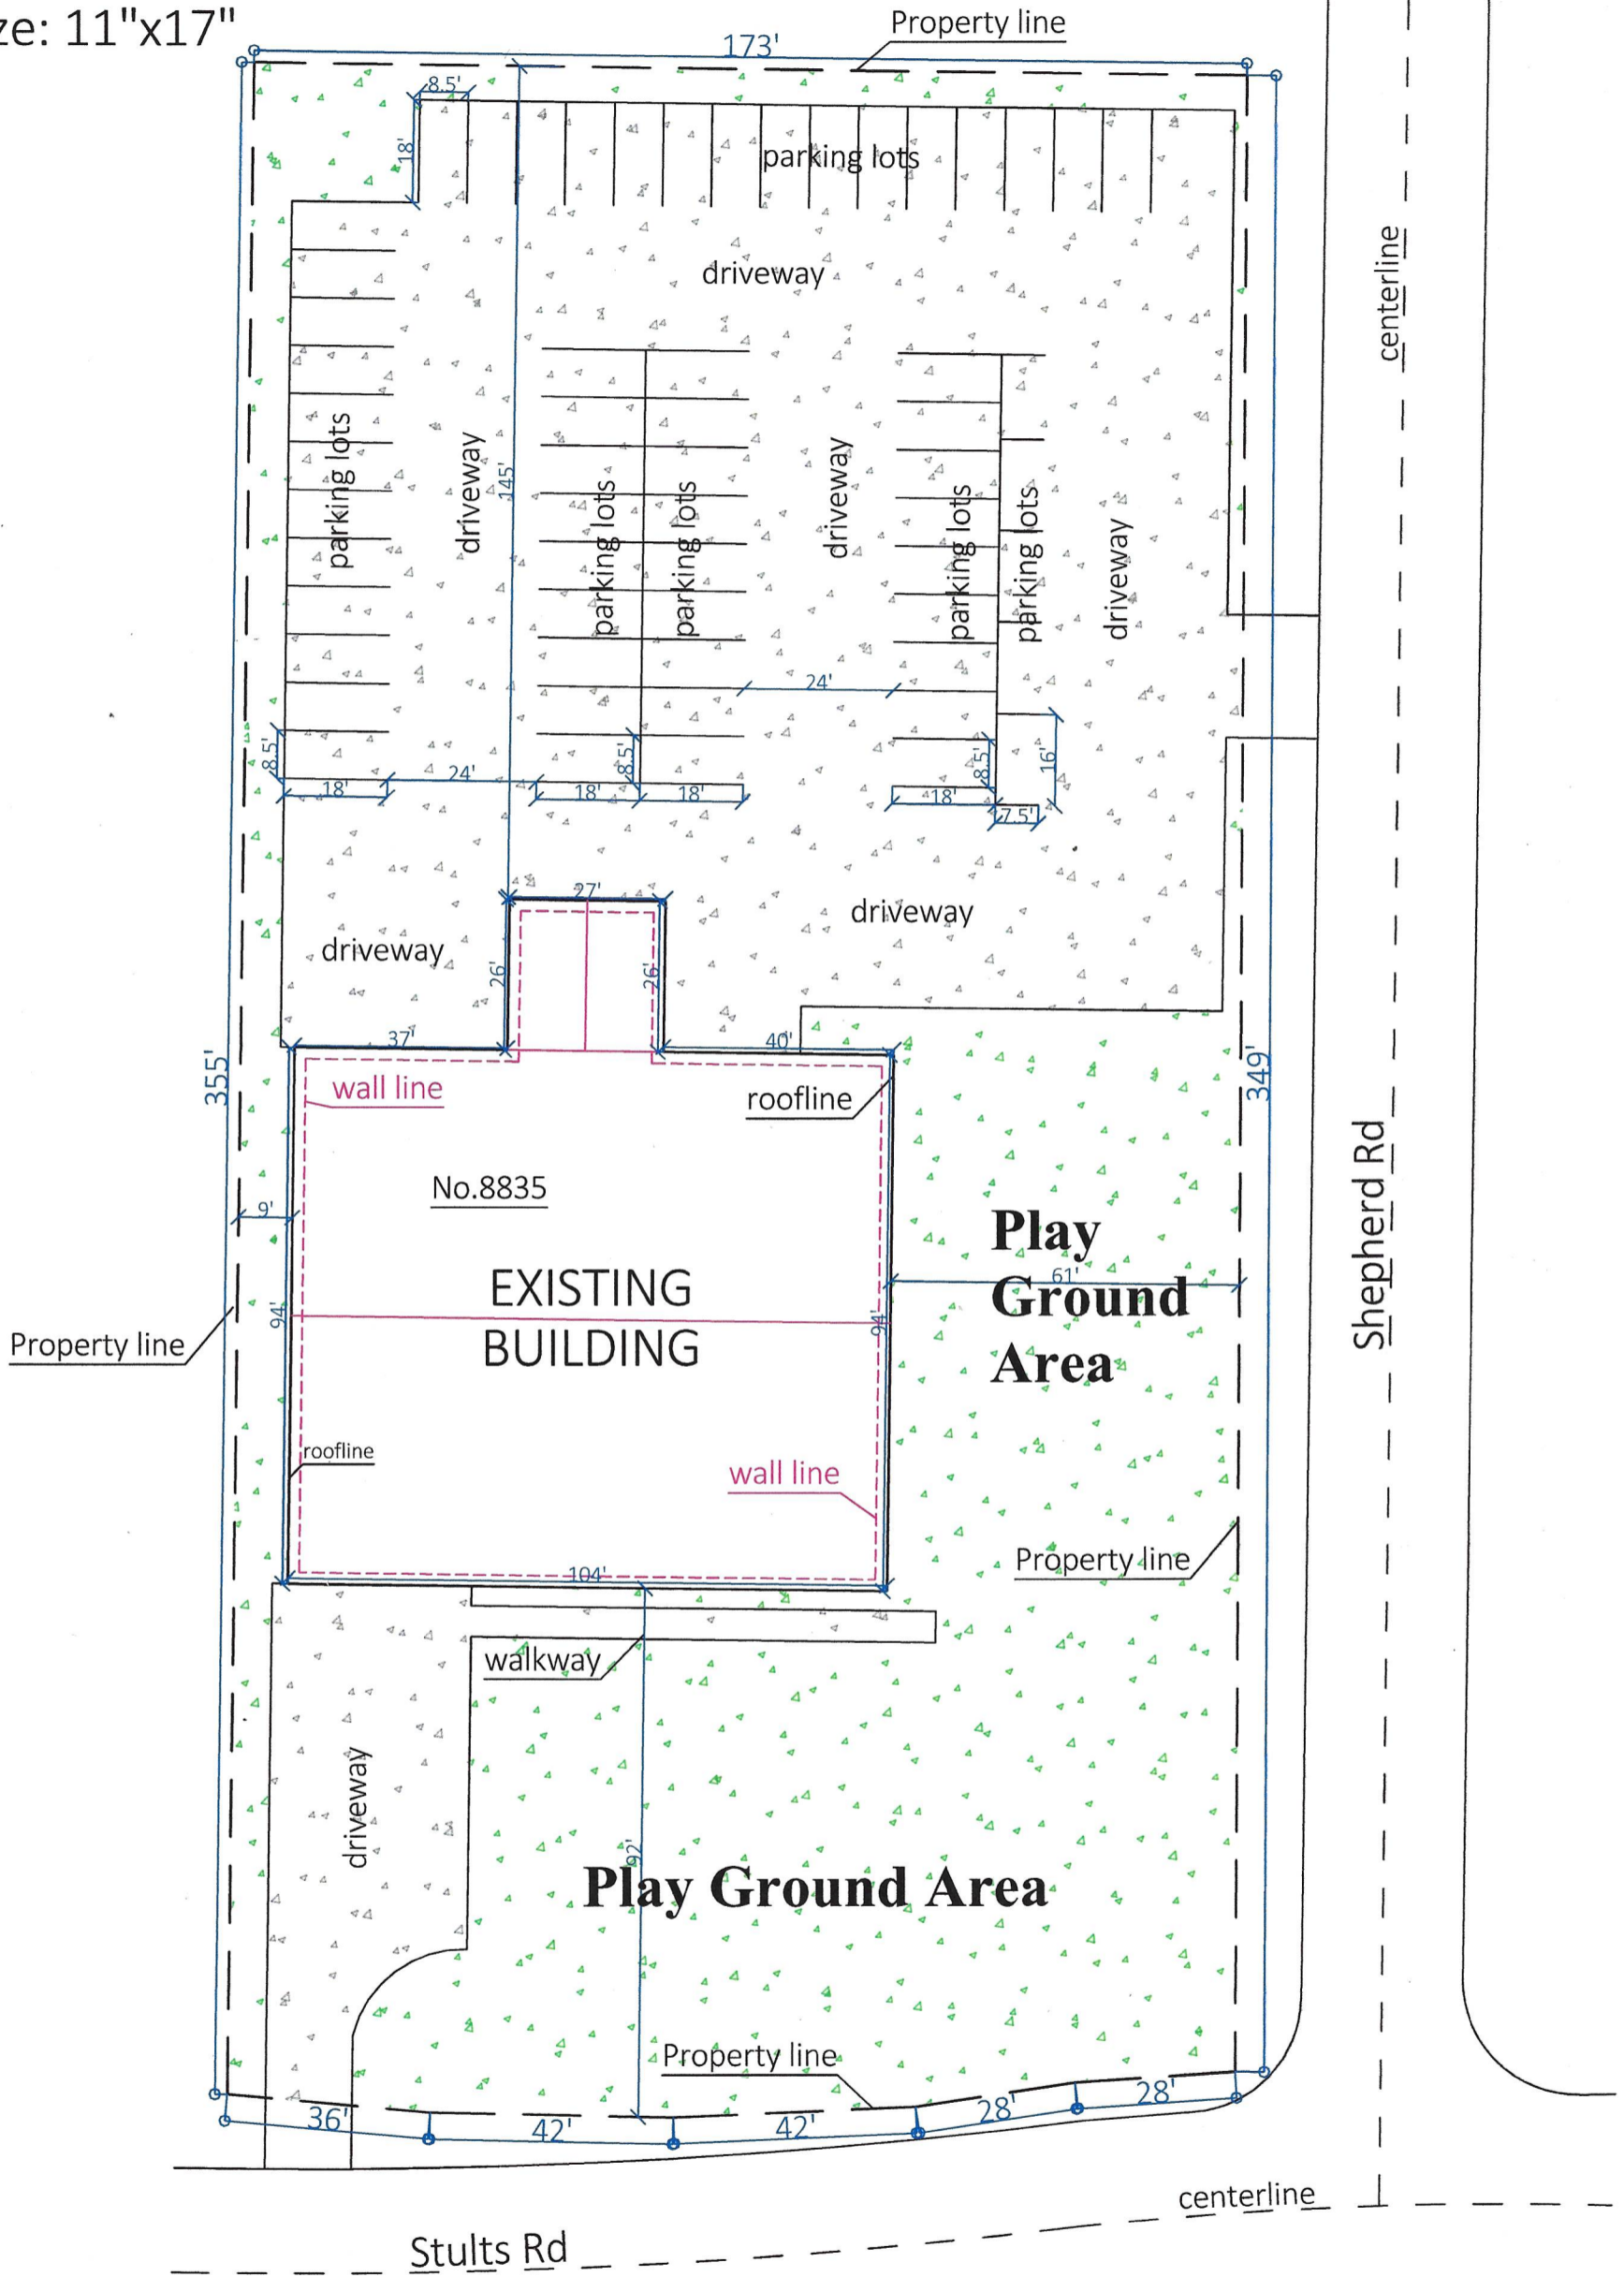 ze: 11"x17"
Property line
173'
8.5'
18'
parking lots
driveway
centerline
parking lots
driveway
145'
parking lots
parking lots
driveway
parking lots
parking lots
driveway
24'
8.5'
8.5'
8.5'
16'
24'
18'
18'
18'
18'
7.5'
27'
driveway
driveway
26'
26'
37'
40'
355'
349'
wall line
roofline
Shepherd Rd
No.8835
9'
Play
61'
Ground
Area
EXISTING
BUILDING
94'
94'
Property line
roofline
wall line
Property line
104'
walkway
driveway
92'
Play Ground Area
Property line
36'
42'
42'
28'
28'
centerline
Stults Rd